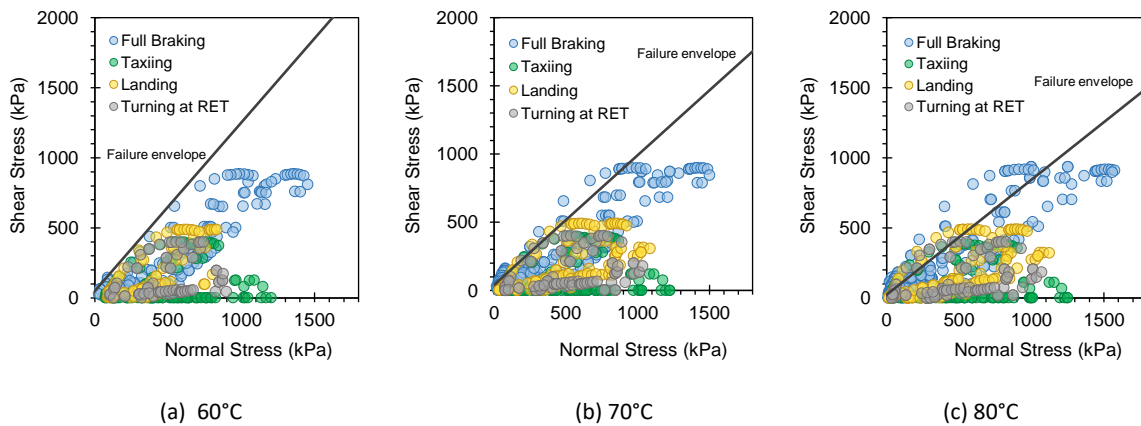 2000
1500
1000
500
0
Shear Stress (kPa)
Full Braking
Taxiing
Landing
Turning at RET
Failure envelope
0 500 1000 1500
Normal Stress (kPa)
(a) 60°C
2000
1500
1000
500
0
Shear Stress (kPa)
Full Braking
Taxiing
Landing
Turning at RET
Failure envelope
0 500 1000 1500
Normal Stress (kPa)
(b) 70°C
2000
1500
1000
500
0
Shear Stress (kPa)
Full Braking
Taxiing
Landing
Turning at RET
Failure envelope
0 500 1000 1500
Normal Stress (kPa)
(c) 80°C